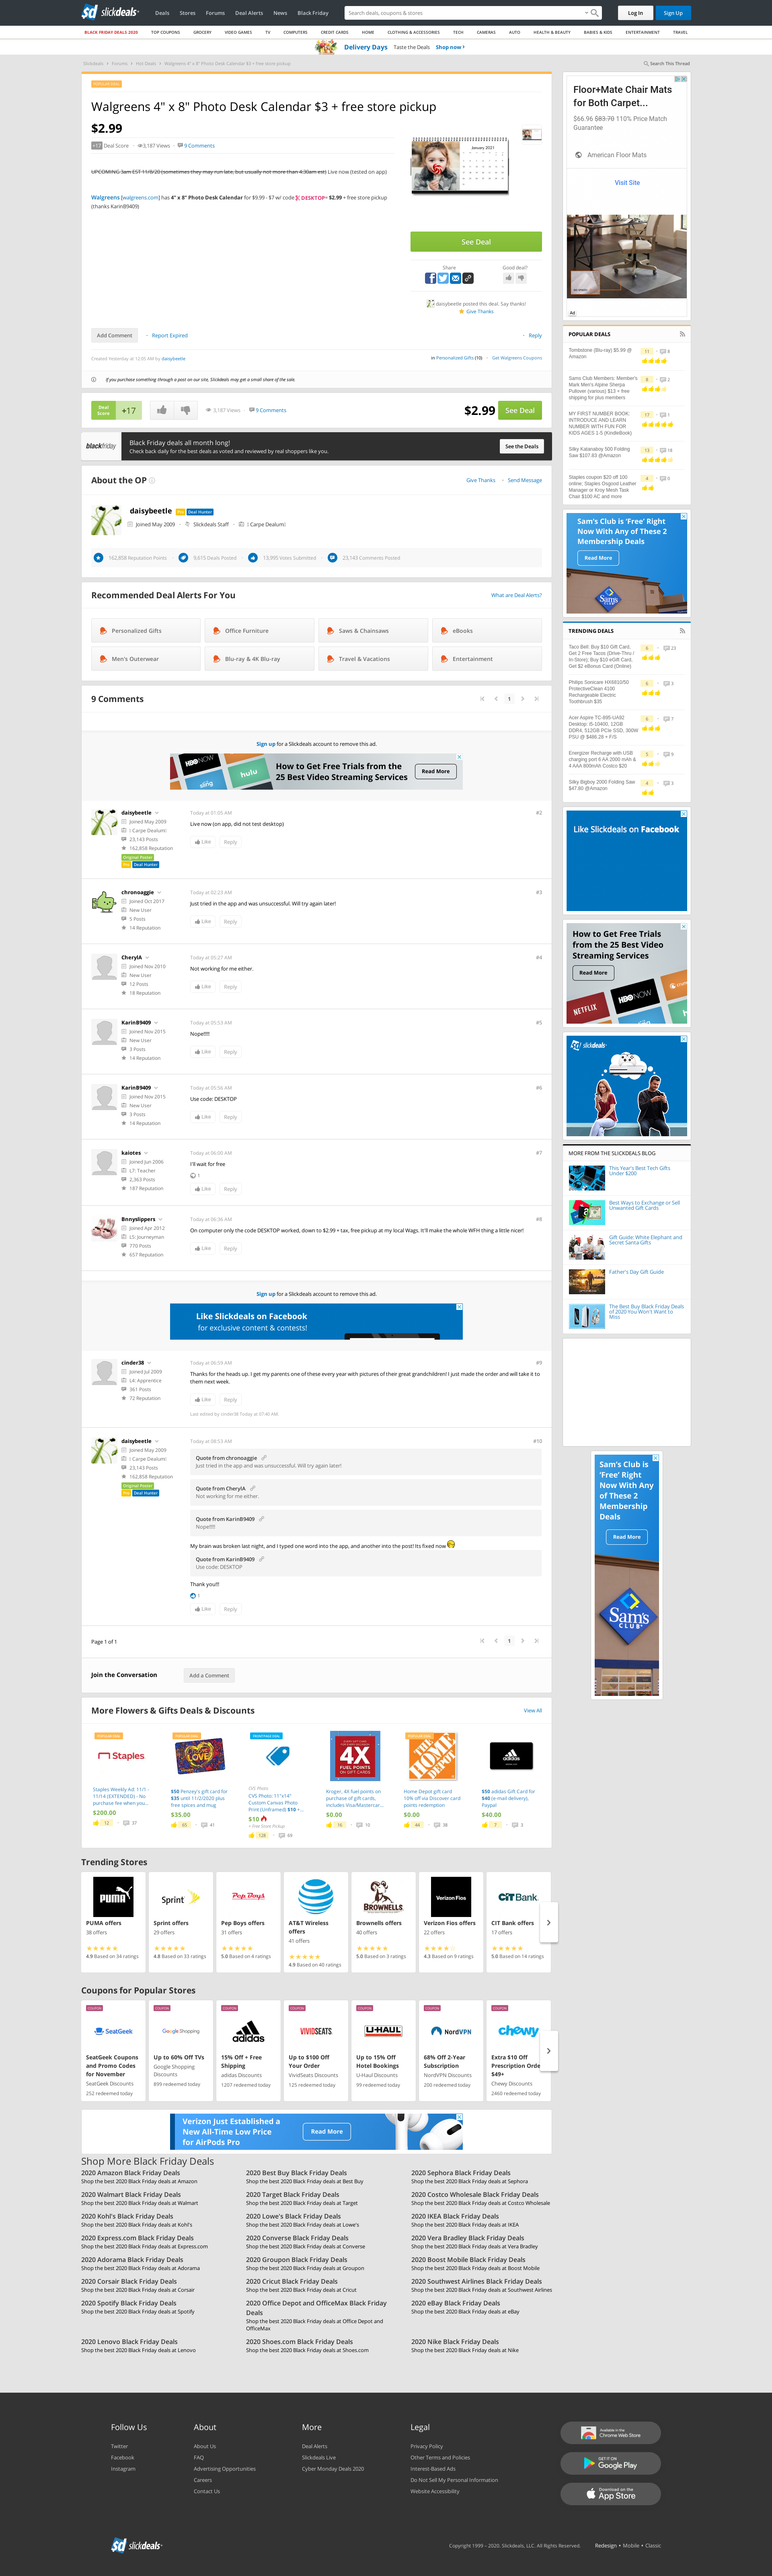 slickdeals
Deals Stores Forums Deal Alerts News Black Friday
Search deals, coupons & stores
Log In Sign Up
BLACK FRIDAY DEALS 2020 TOP COUPONS GROCERY VIDEO GAMES TV COMPUTERS CREDIT CARDS HOME CLOTHING & ACCESSORIES TECH CAMERAS AUTO HEALTH & BEAUTY BABIES & KIDS ENTERTAINMENT TRAVEL
Delivery Days Taste the Deals Shop now
Slickdeals > Forums > Hot Deals > Walgreens 4" x 8" Photo Desk Calendar $3 + free store pickup
Search This Thread
Walgreens 4" x 8" Photo Desk Calendar $3 + free store pickup
$2.99
+17 Deal Score 3,187 Views 9 Comments
UPCOMING 3am EST 11/8/20 (sometimes they may run late, but usually not more than 4:30am est) Live now (tested on app)
Walgreens [walgreens.com] has 4" x 8" Photo Desk Calendar for $9.99 - $7 w/ code DESKTOP= $2.99 + free store pickup (thanks KarinB9409)
January 2021
See Deal
Share Good deal?
daisybeetle posted this deal. Say thanks!
Give Thanks
Add Comment Report Expired Reply
Created Yesterday at 12:05 AM by daisybeetle
in Personalized Gifts (10) Get Walgreens Coupons
If you purchase something through a post on our site, Slickdeals may get a small share of the sale.
Deal Score +17 3,187 Views 9 Comments $2.99 See Deal
blackfriday
Black Friday deals all month long!
Check back daily for the best deals as voted and reviewed by real shoppers like you.
See the Deals
About the OP Give Thanks Send Message
daisybeetle Pro Deal Hunter
Joined May 2009 Slickdeals Staff ! Carpe Dealum!
162,858 Reputation Points 9,615 Deals Posted 13,995 Votes Submitted 23,143 Comments Posted
Recommended Deal Alerts For You What are Deal Alerts?
Personalized Gifts Office Furniture Saws & Chainsaws eBooks
Men's Outerwear Blu-ray & 4K Blu-ray Travel & Vacations Entertainment
9 Comments 1
Sign up for a Slickdeals account to remove this ad.
How to Get Free Trials from the
25 Best Video Streaming Services
Read More
daisybeetle
Joined May 2009
! Carpe Dealum!
23,143 Posts
162,858 Reputation
Original Poster
Pro Deal Hunter
Today at 01:05 AM #2
Live now (on app, did not test desktop)
Like Reply
chronoaggie
Joined Oct 2017
New User
5 Posts
14 Reputation
Today at 02:23 AM #3
Just tried in the app and was unsuccessful. Will try again later!
Like Reply
CherylA
Joined Nov 2010
New User
12 Posts
18 Reputation
Today at 05:27 AM #4
Not working for me either.
Like Reply
KarinB9409
Joined Nov 2015
New User
3 Posts
14 Reputation
Today at 05:53 AM #5
Nope!!!!!
Like Reply
KarinB9409
Joined Nov 2015
New User
3 Posts
14 Reputation
Today at 05:56 AM #6
Use code: DESKTOP
Like Reply
kaiotes
Joined Jun 2006
L7: Teacher
2,363 Posts
187 Reputation
Today at 06:00 AM #7
I'll wait for free
1
Like Reply
Bnnyslippers
Joined Apr 2012
L5: Journeyman
770 Posts
657 Reputation
Today at 06:36 AM #8
On computer only the code DESKTOP worked, down to $2.99 + tax, free pickup at my local Wags. It'll make the whole WFH thing a little nicer!
Like Reply
Sign up for a Slickdeals account to remove this ad.
Like Slickdeals on Facebook
for exclusive content & contests!
cinder38
Joined Jul 2009
L4: Apprentice
361 Posts
72 Reputation
Today at 06:59 AM #9
Thanks for the heads up. I get my parents one of these every year with pictures of their great grandchildren! I just made the order and will take it to them next week.
Like Reply
Last edited by cinder38 Today at 07:40 AM
daisybeetle
Joined May 2009
! Carpe Dealum!
23,143 Posts
162,858 Reputation
Original Poster
Pro Deal Hunter
Today at 08:53 AM #10
Quote from chronoaggie
Just tried in the app and was unsuccessful. Will try again later!
Quote from CherylA
Not working for me either.
Quote from KarinB9409
Nope!!!!!
My brain was broken last night, and I typed one word into the app, and another into the post! Its fixed now
Quote from KarinB9409
Use code: DESKTOP
Thank you!!!
1
Like Reply
Page 1 of 1 1
Join the Conversation Add a Comment
More Flowers & Gifts Deals & Discounts View All
Staples
Staples Weekly Ad: 11/1 - 11/14 (EXTENDED) - No purchase fee when you...
$200.00
12 37
$50 Penzey's gift card for $35 until 11/2/2020 plus free spices and mug
$35.00
65 41
CVS Photo
CVS Photo: 11"x14" Custom Canvas Photo Print (Unframed) $10 +...
$10
+ Free Store Pickup
128 69
4X FUEL POINTS ON GIFT CARDS
Kroger, 4X fuel points on purchase of gift cards, includes Visa/Mastercar...
$0.00
16 10
Home Depot gift card 10% off via Discover card points redemption
$0.00
44 38
adidas
$50 adidas Gift Card for $40 (e-mail delivery), Paypal
$40.00
7 3
Trending Stores
PUMA offers
38 offers
4.9 Based on 34 ratings
Sprint offers
29 offers
4.8 Based on 33 ratings
Pep Boys offers
31 offers
5.0 Based on 4 ratings
AT&T Wireless offers
41 offers
4.9 Based on 40 ratings
Brownells offers
40 offers
5.0 Based on 3 ratings
Verizon Fios offers
22 offers
4.3 Based on 9 ratings
CIT Bank offers
17 offers
5.0 Based on 14 ratings
Coupons for Popular Stores
SeatGeek Coupons and Promo Codes for November
SeatGeek Discounts
252 redeemed today
Up to 60% Off TVs
Google Shopping Discounts
899 redeemed today
15% Off + Free Shipping
adidas Discounts
1207 redeemed today
Up to $100 Off Your Order
VividSeats Discounts
125 redeemed today
Up to 15% Off Hotel Bookings
U-Haul Discounts
99 redeemed today
68% Off 2-Year Subscription
NordVPN Discounts
200 redeemed today
Extra $10 Off Prescription Orde $49+
Chewy Discounts
2460 redeemed today
Verizon Just Established a
New All-Time Low Price
for AirPods Pro
Read More
Shop More Black Friday Deals
2020 Amazon Black Friday Deals
Shop the best 2020 Black Friday deals at Amazon
2020 Best Buy Black Friday Deals
Shop the best 2020 Black Friday deals at Best Buy
2020 Sephora Black Friday Deals
Shop the best 2020 Black Friday deals at Sephora
2020 Walmart Black Friday Deals
Shop the best 2020 Black Friday deals at Walmart
2020 Target Black Friday Deals
Shop the best 2020 Black Friday deals at Target
2020 Costco Wholesale Black Friday Deals
Shop the best 2020 Black Friday deals at Costco Wholesale
2020 Kohl's Black Friday Deals
Shop the best 2020 Black Friday deals at Kohl's
2020 Lowe's Black Friday Deals
Shop the best 2020 Black Friday deals at Lowe's
2020 IKEA Black Friday Deals
Shop the best 2020 Black Friday deals at IKEA
2020 Express.com Black Friday Deals
Shop the best 2020 Black Friday deals at Express.com
2020 Converse Black Friday Deals
Shop the best 2020 Black Friday deals at Converse
2020 Vera Bradley Black Friday Deals
Shop the best 2020 Black Friday deals at Vera Bradley
2020 Adorama Black Friday Deals
Shop the best 2020 Black Friday deals at Adorama
2020 Groupon Black Friday Deals
Shop the best 2020 Black Friday deals at Groupon
2020 Boost Mobile Black Friday Deals
Shop the best 2020 Black Friday deals at Boost Mobile
2020 Corsair Black Friday Deals
Shop the best 2020 Black Friday deals at Corsair
2020 Cricut Black Friday Deals
Shop the best 2020 Black Friday deals at Cricut
2020 Southwest Airlines Black Friday Deals
Shop the best 2020 Black Friday deals at Southwest Airlines
2020 Spotify Black Friday Deals
Shop the best 2020 Black Friday deals at Spotify
2020 Office Depot and OfficeMax Black Friday Deals
Shop the best 2020 Black Friday deals at Office Depot and OfficeMax
2020 eBay Black Friday Deals
Shop the best 2020 Black Friday deals at eBay
2020 Lenovo Black Friday Deals
Shop the best 2020 Black Friday deals at Lenovo
2020 Shoes.com Black Friday Deals
Shop the best 2020 Black Friday deals at Shoes.com
2020 Nike Black Friday Deals
Shop the best 2020 Black Friday deals at Nike
Floor+Mate Chair Mats for Both Carpet...
$66.96 $83.70 110% Price Match Guarantee
American Floor Mats
Visit Site
Ad
POPULAR DEALS
Tombstone (Blu-ray) $5.99 @ Amazon 11 8
Sams Club Members: Member's Mark Men's Alpine Sherpa Pullover (various) $13 + free shipping for plus members 8 2
MY FIRST NUMBER BOOK: INTRODUCE AND LEARN NUMBER WITH FUN FOR KIDS AGES 1-5 (KindleBook) 17 1
Silky Katanaboy 500 Folding Saw $107.83 @Amazon 13 18
Staples coupon $20 off 100 online; Staples Osgood Leather Manager or Kroy Mesh Task Chair $100 AC and more 4 0
Sam's Club is 'Free' Right Now With Any of These 2 Membership Deals
Read More
TRENDING DEALS
Taco Bell: Buy $10 Gift Card, Get 2 Free Tacos (Drive-Thru / In-Store); Buy $10 eGift Card, Get $2 eBonus Card (Online) 9 23
Philips Sonicare HX6810/50 ProtectiveClean 4100 Rechargeable Electric Toothbrush $35 6 3
Acer Aspire TC-895-UA92 Desktop: i5-10400, 12GB DDR4, 512GB PCIe SSD, 300W PSU @ $486.28 + F/S 6 7
Energizer Recharge with USB charging port 6 AA 2000 mAh & 4 AAA 800mAh Costco $20 5 9
Silky Bigboy 2000 Folding Saw $47.80 @Amazon 4 3
Like Slickdeals on Facebook
How to Get Free Trials from the 25 Best Video Streaming Services
Read More
slickdeals
MORE FROM THE SLICKDEALS BLOG
This Year's Best Tech Gifts Under $200
Best Ways to Exchange or Sell Unwanted Gift Cards
Gift Guide: White Elephant and Secret Santa Gifts
Father's Day Gift Guide
The Best Buy Black Friday Deals of 2020 You Won't Want to Miss
Sam's Club is 'Free' Right Now With Any of These 2 Membership Deals
Read More
Sam's CLUB
Follow Us
Twitter
Facebook
Instagram
About
About Us
FAQ
Advertising Opportunities
Careers
Contact Us
More
Deal Alerts
Slickdeals Live
Cyber Monday Deals 2020
Legal
Privacy Policy
Other Terms and Policies
Interest-Based Ads
Do Not Sell My Personal Information
Website Accessibility
Available in the Chrome Web Store
GET IT ON Google Play
Download on the App Store
slickdeals
Copyright 1999 – 2020. Slickdeals, LLC. All Rights Reserved. Redesign • Mobile • Classic